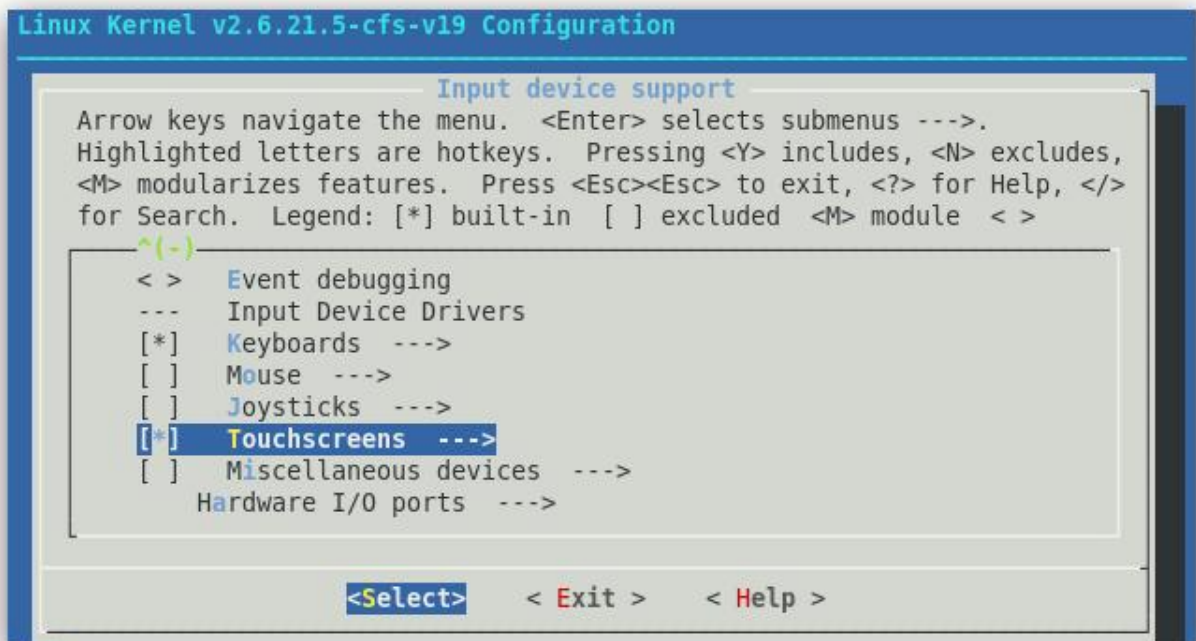 Linux Kernel v2.6.21.5-cfs-v19 Configuration
Input device support
Arrow keys navigate the menu.  <Enter> selects submenus --->.
Highlighted letters are hotkeys.  Pressing <Y> includes, <N> excludes,
<M> modularizes features.  Press <Esc><Esc> to exit, <?> for Help, </>
for Search.  Legend: [*] built-in  [ ] excluded  <M> module  < >
^(-)
< >   Event debugging
---   Input Device Drivers
[*]   Keyboards  --->
[ ]   Mouse  --->
[ ]   Joysticks  --->
[*]   Touchscreens  --->
[ ]   Miscellaneous devices  --->
Hardware I/O ports  --->
<Select>    < Exit >    < Help >